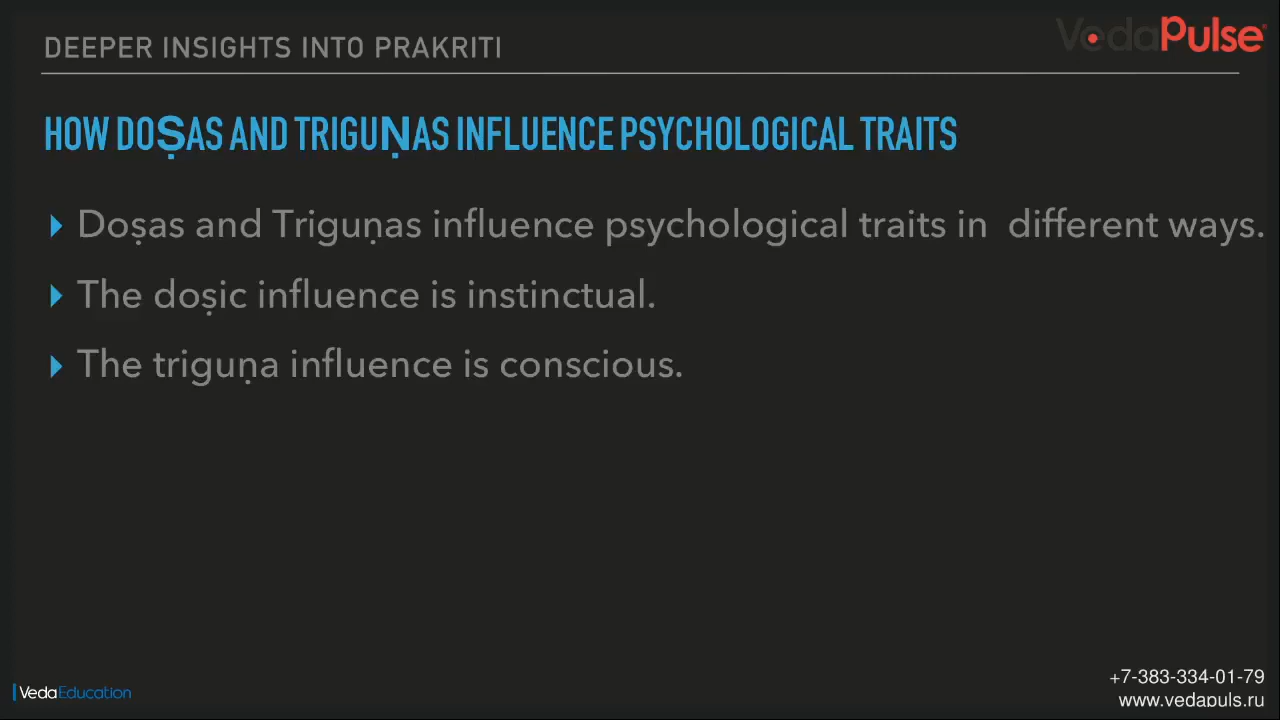 DEEPER INSIGHTS INTO PRAKRITI
VedaPulse®
HOW DOṢAS AND TRIGUṆAS INFLUENCE PSYCHOLOGICAL TRAITS
Doṣas and Triguṇas influence psychological traits in different ways.
The doṣic influence is instinctual.
The triguṇa influence is conscious.
VedaEducation
+7-383-334-01-79
www.vedapuls.ru